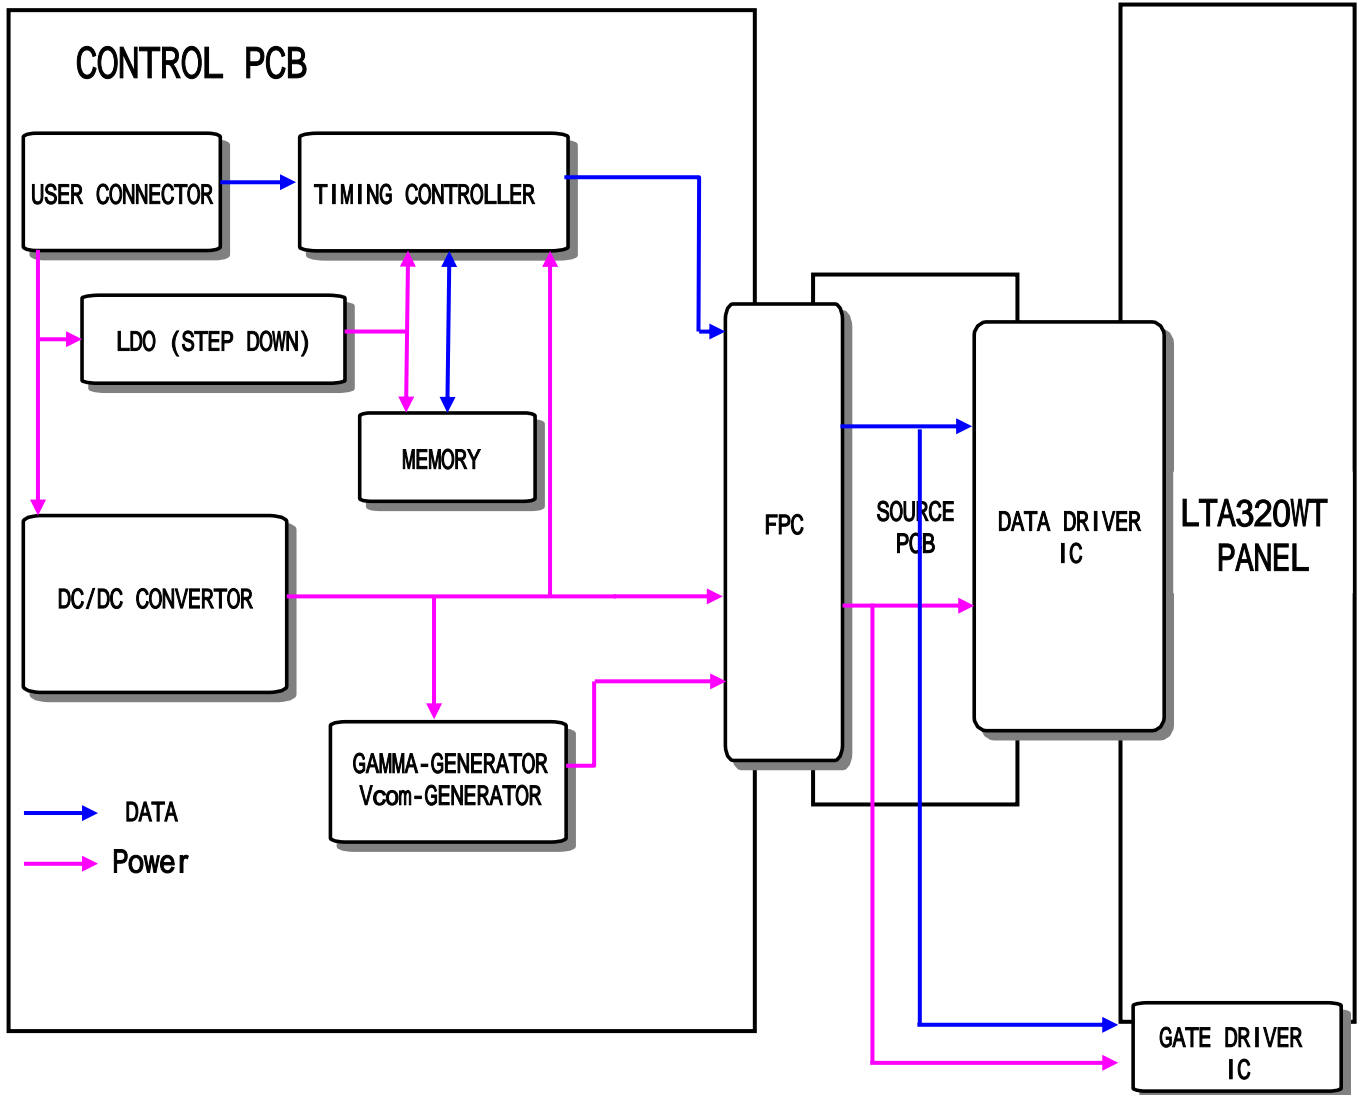 CONTROL PCB
USER CONNECTOR
TIMING CONTROLLER
LDO (STEP DOWN)
MEMORY
DC/DC CONVERTOR
GAMMA-GENERATOR
Vcom-GENERATOR
DATA
Power
FPC
SOURCE
PCB
DATA DRIVER
IC
LTA320WT
PANEL
GATE DRIVER
IC